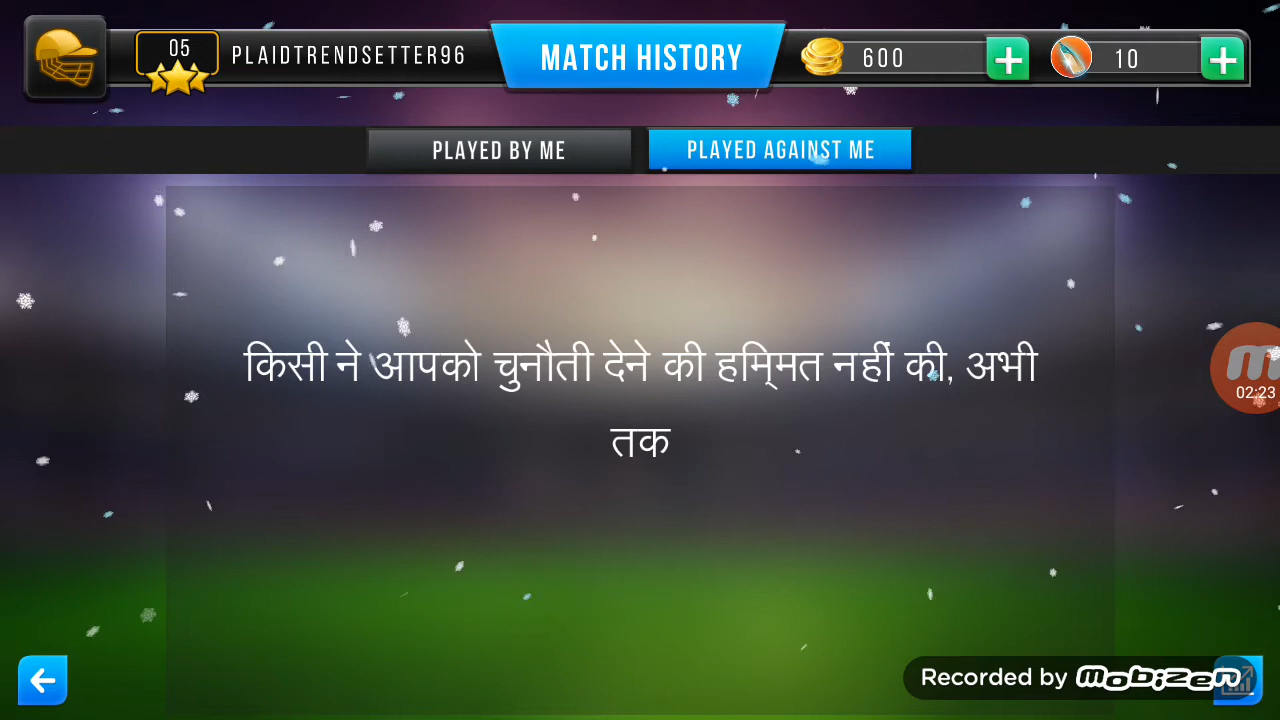 05
PLAIDTRENDSETTER96
MATCH HISTORY
600
10
PLAYED BY ME
PLAYED AGAINST ME
किसी ने आपको चुनौती देने की हिम्मत नहीं की, अभी
तक
02:23
Recorded by mobizen